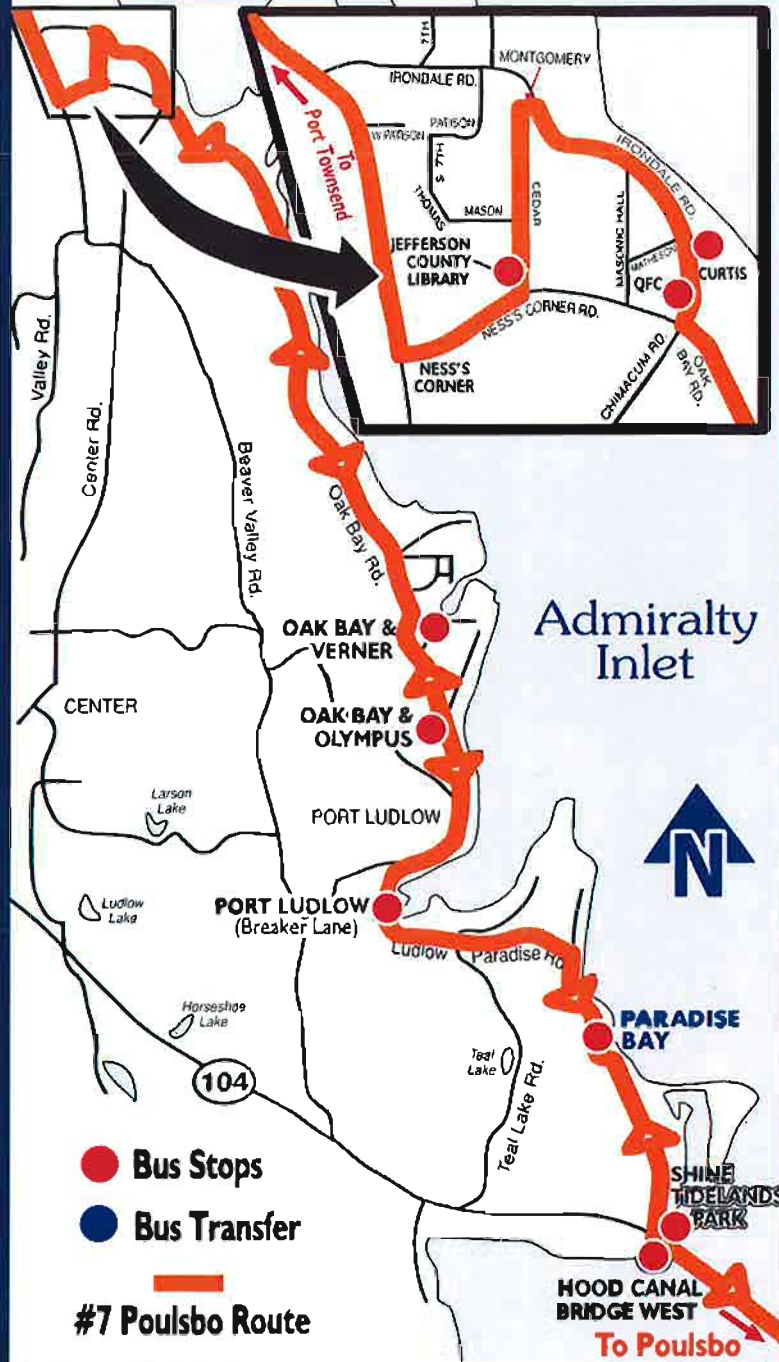 7TH
MONTGOMERY
IRONDALE RD.
PATISON
W. PATISON
To
Port Townsend
HLL S
THOMAS
MASON
CEDAR
IRONDALE RD.
MASONIC HALL
MATHESON
CURTIS
JEFFERSON
COUNTY
LIBRARY
QFC
NESS'S CORNER RD.
NESS'S
CORNER
CHIMACUM RD.
OAK
BAY RD.
Valley Rd.
Center Rd.
Beaver Valley Rd.
Oak Bay Rd.
Admiralty
Inlet
OAK BAY &
VERNER
CENTER
OAK BAY &
OLYMPUS
Larson
Lake
PORT LUDLOW
N
Ludlow
Lake
PORT LUDLOW
(Breaker Lane)
Ludlow
Paradise Rd
Horseshoe
Lake
PARADISE
BAY
Teal
Lake
Teal Lake Rd.
104
Bus Stops
SHINE
TIDELANDS
PARK
Bus Transfer
HOOD CANAL
BRIDGE WEST
#7 Poulsbo Route
To Poulsbo